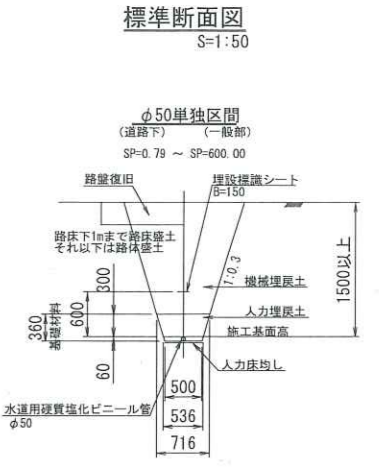 標準断面図
S=1:50
φ50単独区間
(道路下) (一般部)
SP=0.79 ～ SP=600.00
路盤復旧
埋設標識シート
B=150
路床下1mまで路床盛土
それ以下は路体盛土
1:0.3
1500以上
300
600
360
基礎材料
60
機械埋戻土
人力埋戻土
施工基面高
人力床均し
500
536
716
水道用硬質塩化ビニール管
φ50